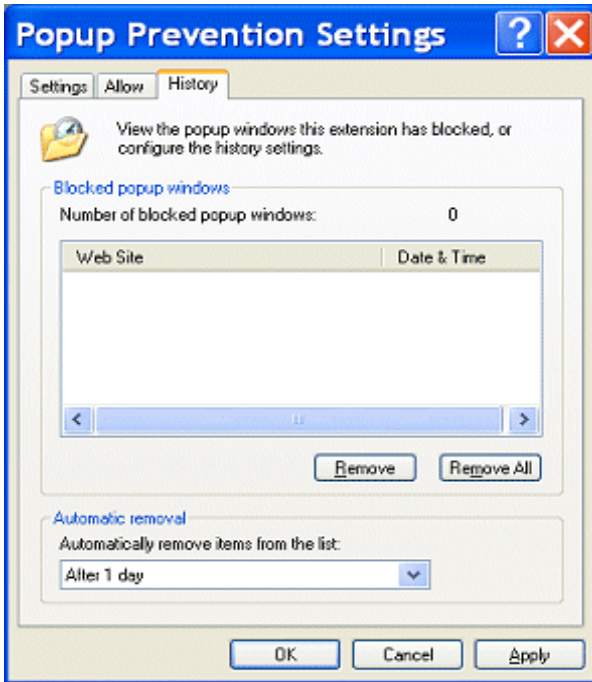 Popup Prevention Settings
Settings Allow History
View the popup windows this extension has blocked, or
configure the history settings.
Blocked popup windows
Number of blocked popup windows: 0
Web Site Date & Time
Remove Remove All
Automatic removal
Automatically remove items from the list:
After 1 day
OK Cancel Apply